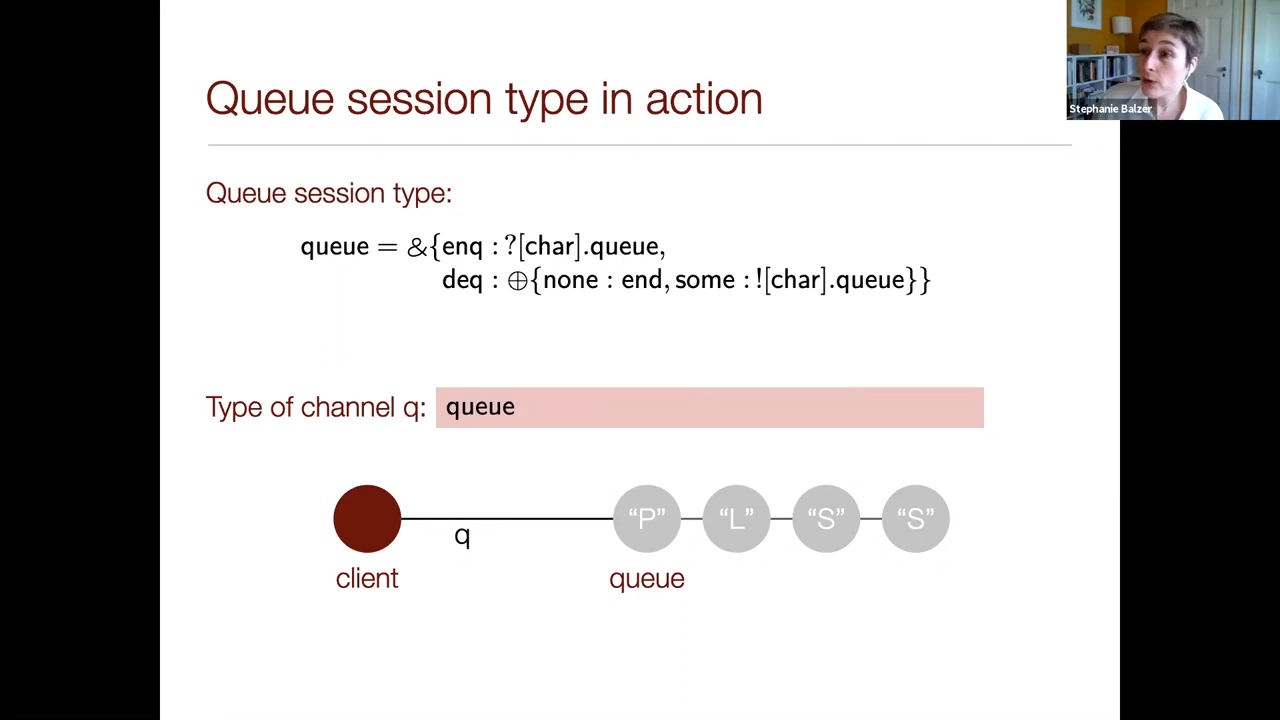 Queue session type in action
Stephanie Balzer
Queue session type:
queue = &{enq : ?[char].queue,
deq : ⊕{none : end, some : ![char].queue}}
Type of channel q: queue
“P” “L” “S” “S”
q
client queue